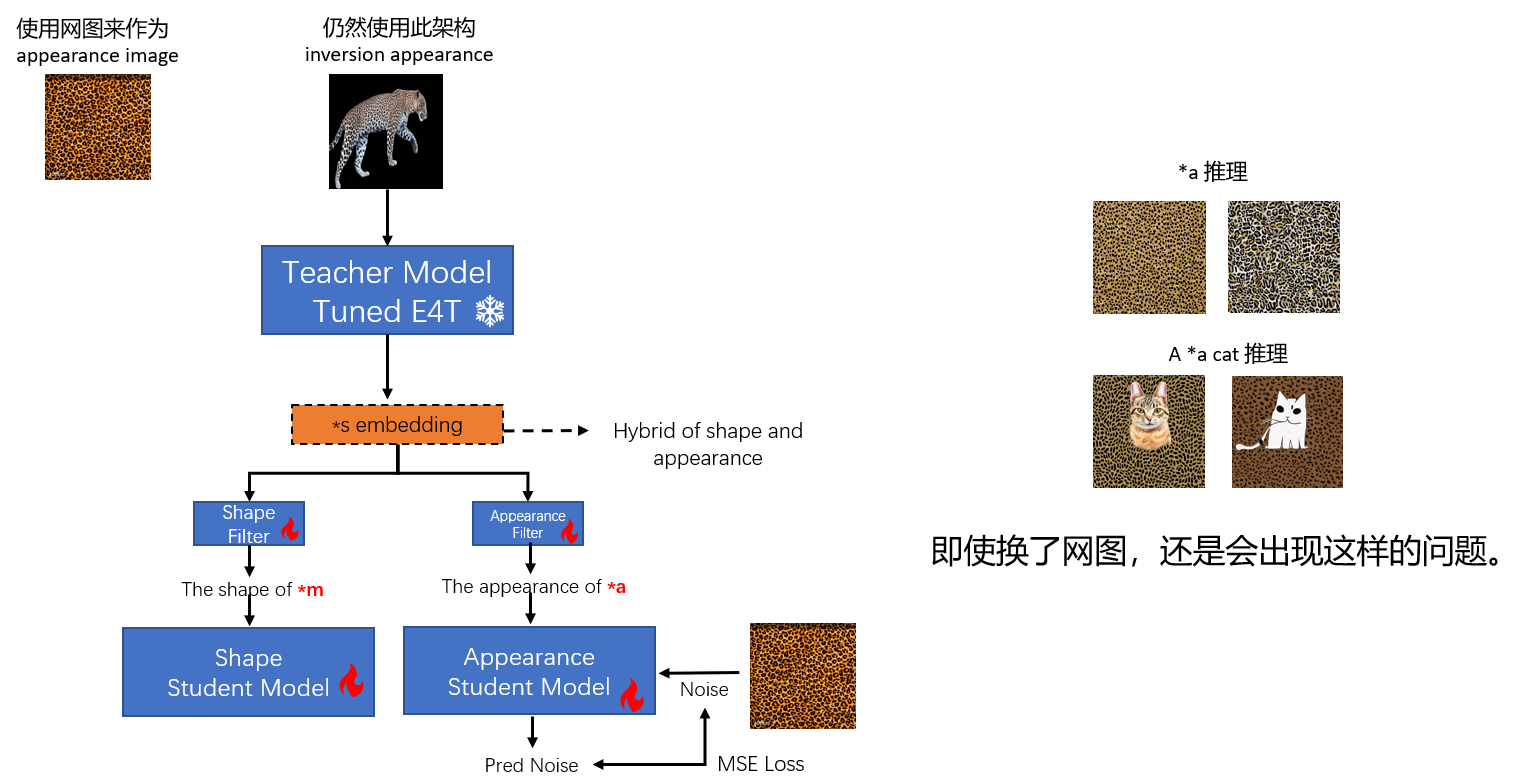 使用网图来作为
appearance image
仍然使用此架构
inversion appearance
Teacher Model
Tuned E4T
*s embedding
Hybrid of shape and
appearance
Shape
Filter
Appearance
Filter
The shape of *m
The appearance of *a
Shape
Student Model
Appearance
Student Model
Noise
Pred Noise
MSE Loss
*a 推理
A *a cat 推理
即使换了网图，还是会出现这样的问题。